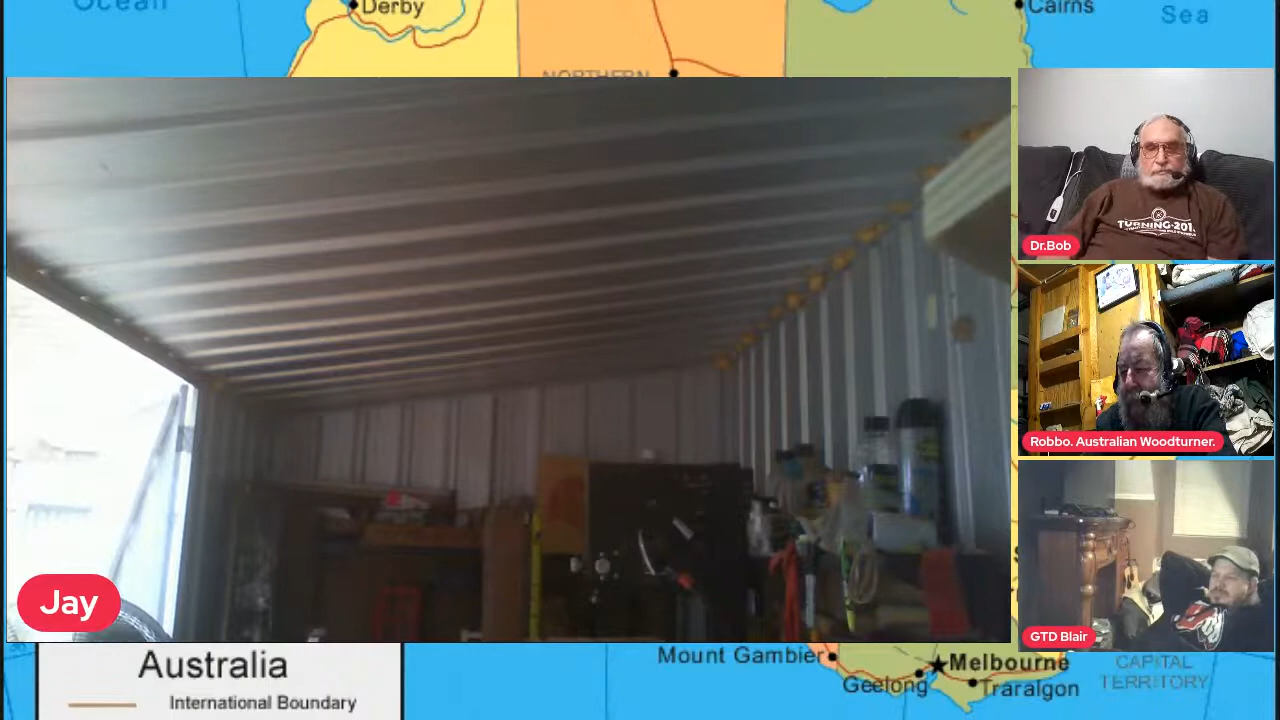 Ocean
Derby
Cairns
Sea
NORTHERN
Dr.Bob
TURNING 201
Robbo. Australian Woodturner.
GTD Blair
Jay
Australia
International Boundary
Mount Gambier
Melbourne
Geelong
Traralgon
CAPITAL
TERRITORY